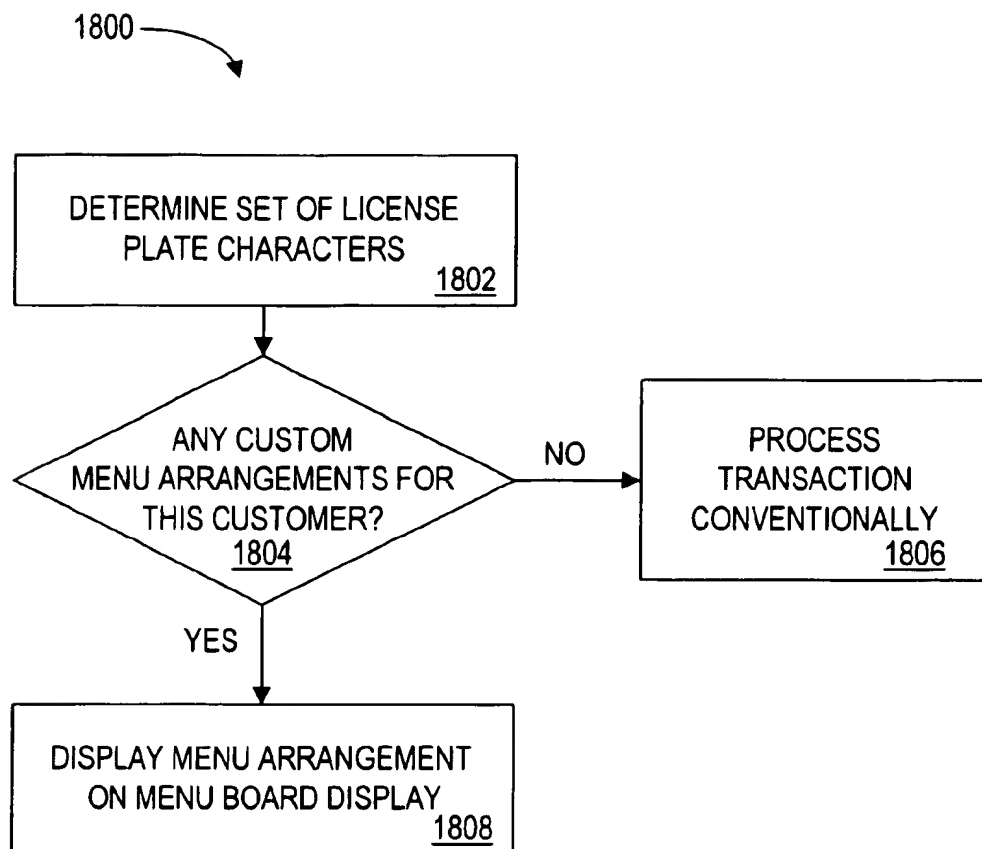 1800
DETERMINE SET OF LICENSE
PLATE CHARACTERS
1802
ANY CUSTOM
MENU ARRANGEMENTS FOR
THIS CUSTOMER?
1804
NO
PROCESS
TRANSACTION
CONVENTIONALLY
1806
YES
DISPLAY MENU ARRANGEMENT
ON MENU BOARD DISPLAY
1808